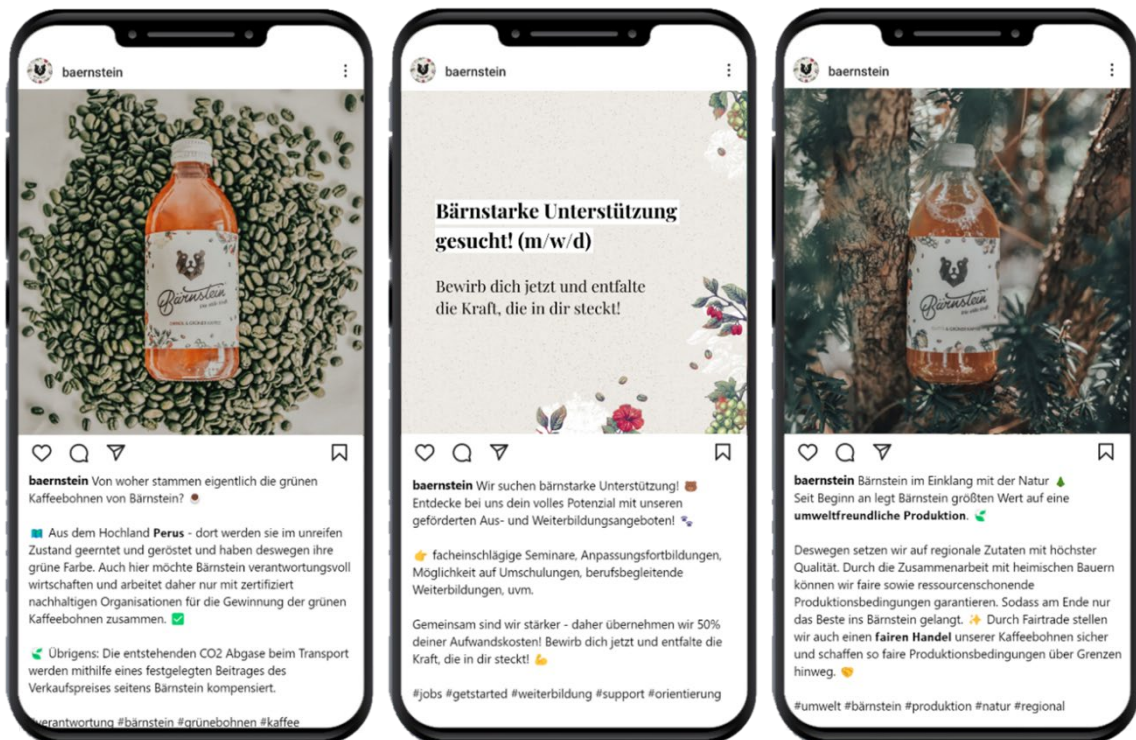 baernstein
Bärnstein
baernstein Von woher stammen eigentlich die grünen
Kaffeebohnen von Bärnstein? ☕
Aus dem Hochland Perus - dort werden sie im unreifen
Zustand geerntet und geröstet und haben deswegen ihre
grüne Farbe. Auch hier möchte Bärnstein verantwortungsvoll
wirtschaften und arbeitet daher nur mit zertifiziert
nachhaltigen Organisationen für die Gewinnung der grünen
Kaffeebohnen zusammen. ✅
Übrigens: Die entstehenden CO2 Abgase beim Transport
werden mithilfe eines festgelegten Beitrages des
Verkaufspreises seitens Bärnstein kompensiert.
#verantwortung #bärnstein #grünebohnen #kaffee
baernstein
Bärnstarke Unterstützung
gesucht! (m/w/d)
Bewirb dich jetzt und entfalte
die Kraft, die in dir steckt!
baernstein Wir suchen bärnstarke Unterstützung! 🐻
Entdecke bei uns dein volles Potenzial mit unseren
geförderten Aus- und Weiterbildungsangeboten! 🐾
👉 facheinschlägige Seminare, Anpassungsfortbildungen,
Möglichkeit auf Umschulungen, berufsbegleitende
Weiterbildungen, uvm.
Gemeinsam sind wir stärker - daher übernehmen wir 50%
deiner Aufwandskosten! Bewirb dich jetzt und entfalte die
Kraft, die in dir steckt! 💪
#jobs #getstarted #weiterbildung #support #orientierung
baernstein
Bärnstein
baernstein Bärnstein im Einklang mit der Natur 🌲
Seit Beginn an legt Bärnstein größten Wert auf eine
umweltfreundliche Produktion. 🌱
Deswegen setzen wir auf regionale Zutaten mit höchster
Qualität. Durch die Zusammenarbeit mit heimischen Bauern
können wir faire sowie ressourcenschonende
Produktionsbedingungen garantieren. Sodass am Ende nur
das Beste ins Bärnstein gelangt. ✨ Durch Fairtrade stellen
wir auch einen fairen Handel unserer Kaffeebohnen sicher
und schaffen so faire Produktionsbedingungen über Grenzen
hinweg. 🤝
#umwelt #bärnstein #produktion #natur #regional